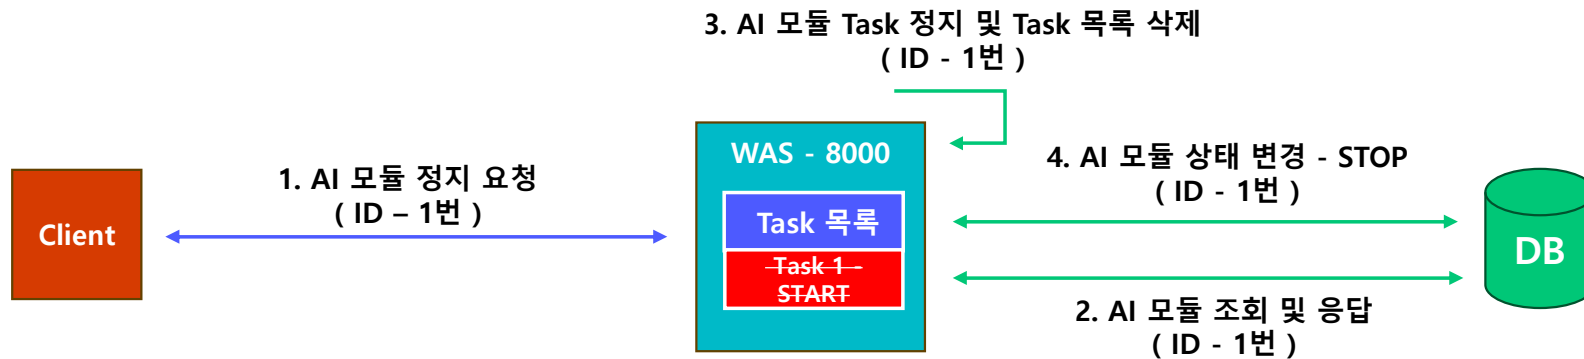 3. AI 모듈 Task 정지 및 Task 목록 삭제
( ID - 1번 )
1. AI 모듈 정지 요청
( ID – 1번 )
Client
WAS - 8000
Task 목록
Task 1 -
START
4. AI 모듈 상태 변경 - STOP
( ID - 1번 )
2. AI 모듈 조회 및 응답
( ID - 1번 )
DB